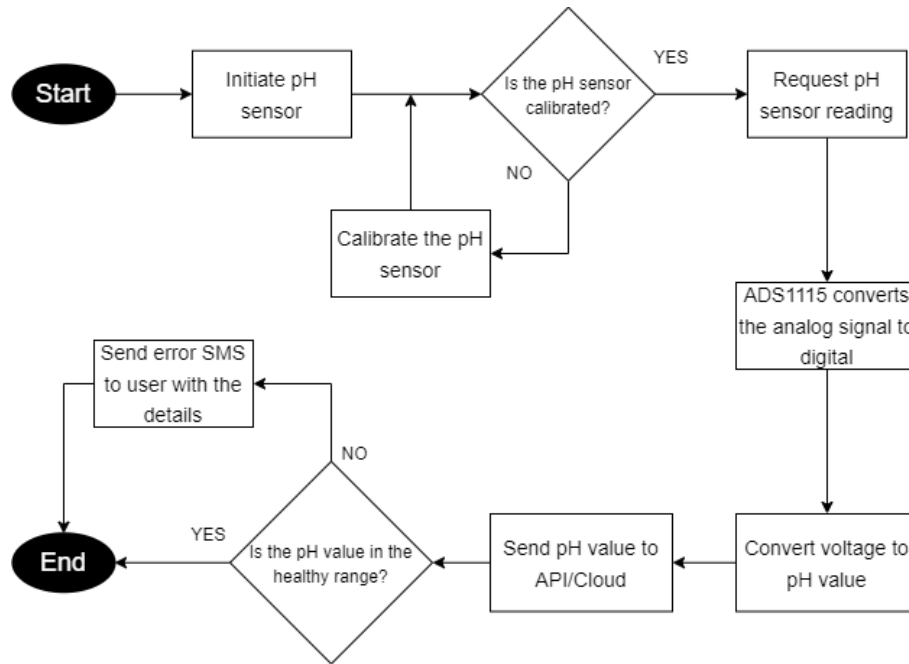 Start
Initiate pH
sensor
Is the pH sensor
calibrated?
YES
Request pH
sensor reading
NO
Calibrate the pH
sensor
ADS1115 converts
the analog signal to
digital
Convert voltage to
pH value
Send pH value to
API/Cloud
Is the pH value in the
healthy range?
NO
Send error SMS
to user with the
details
YES
End